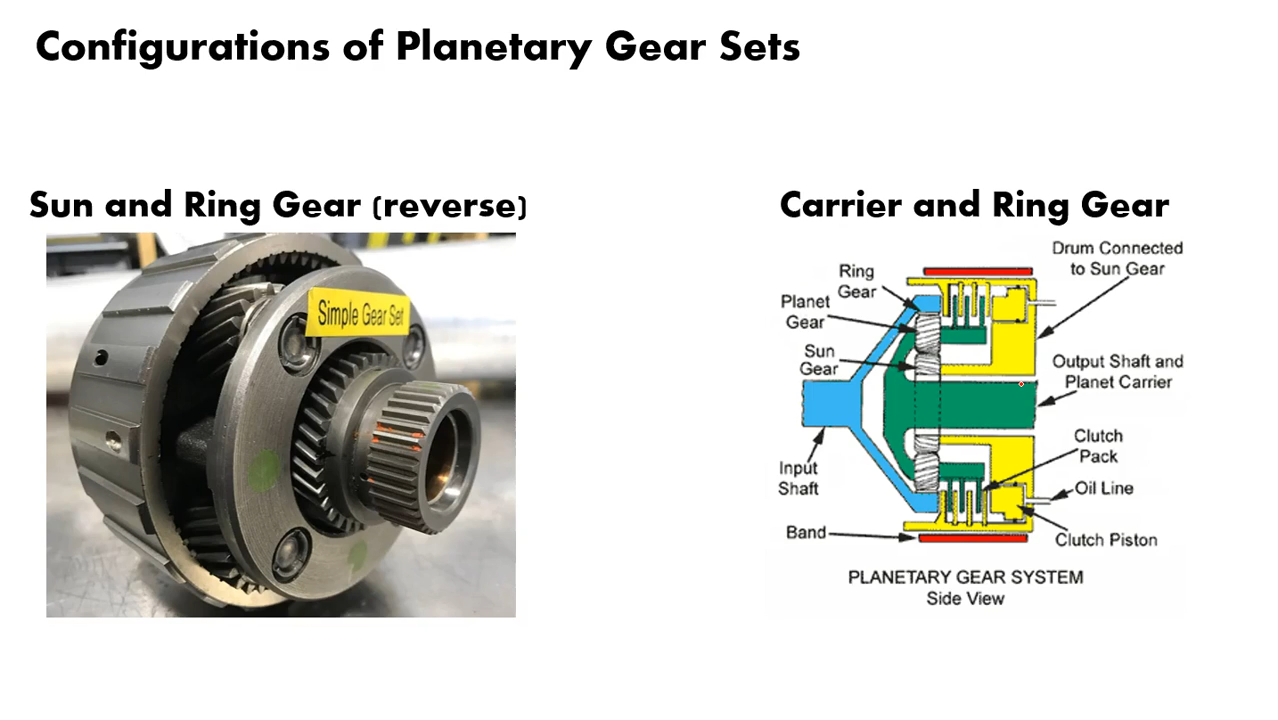 Configurations of Planetary Gear Sets
Sun and Ring Gear (reverse)
Simple Gear Set
Carrier and Ring Gear
Drum Connected
to Sun Gear
Ring
Gear
Planet
Gear
Sun
Gear
Output Shaft and
Planet Carrier
Clutch
Pack
Input
Shaft
Oil Line
Band
Clutch Piston
PLANETARY GEAR SYSTEM
Side View